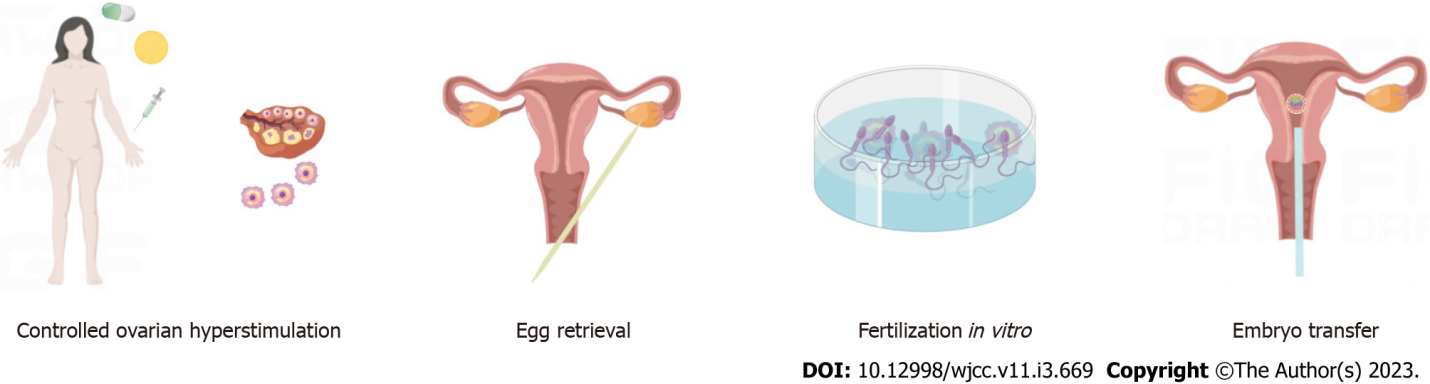 Controlled ovarian hyperstimulation
Egg retrieval
Fertilization in vitro
Embryo transfer
DOI: 10.12998/wjcc.v11.i3.669 Copyright ©The Author(s) 2023.